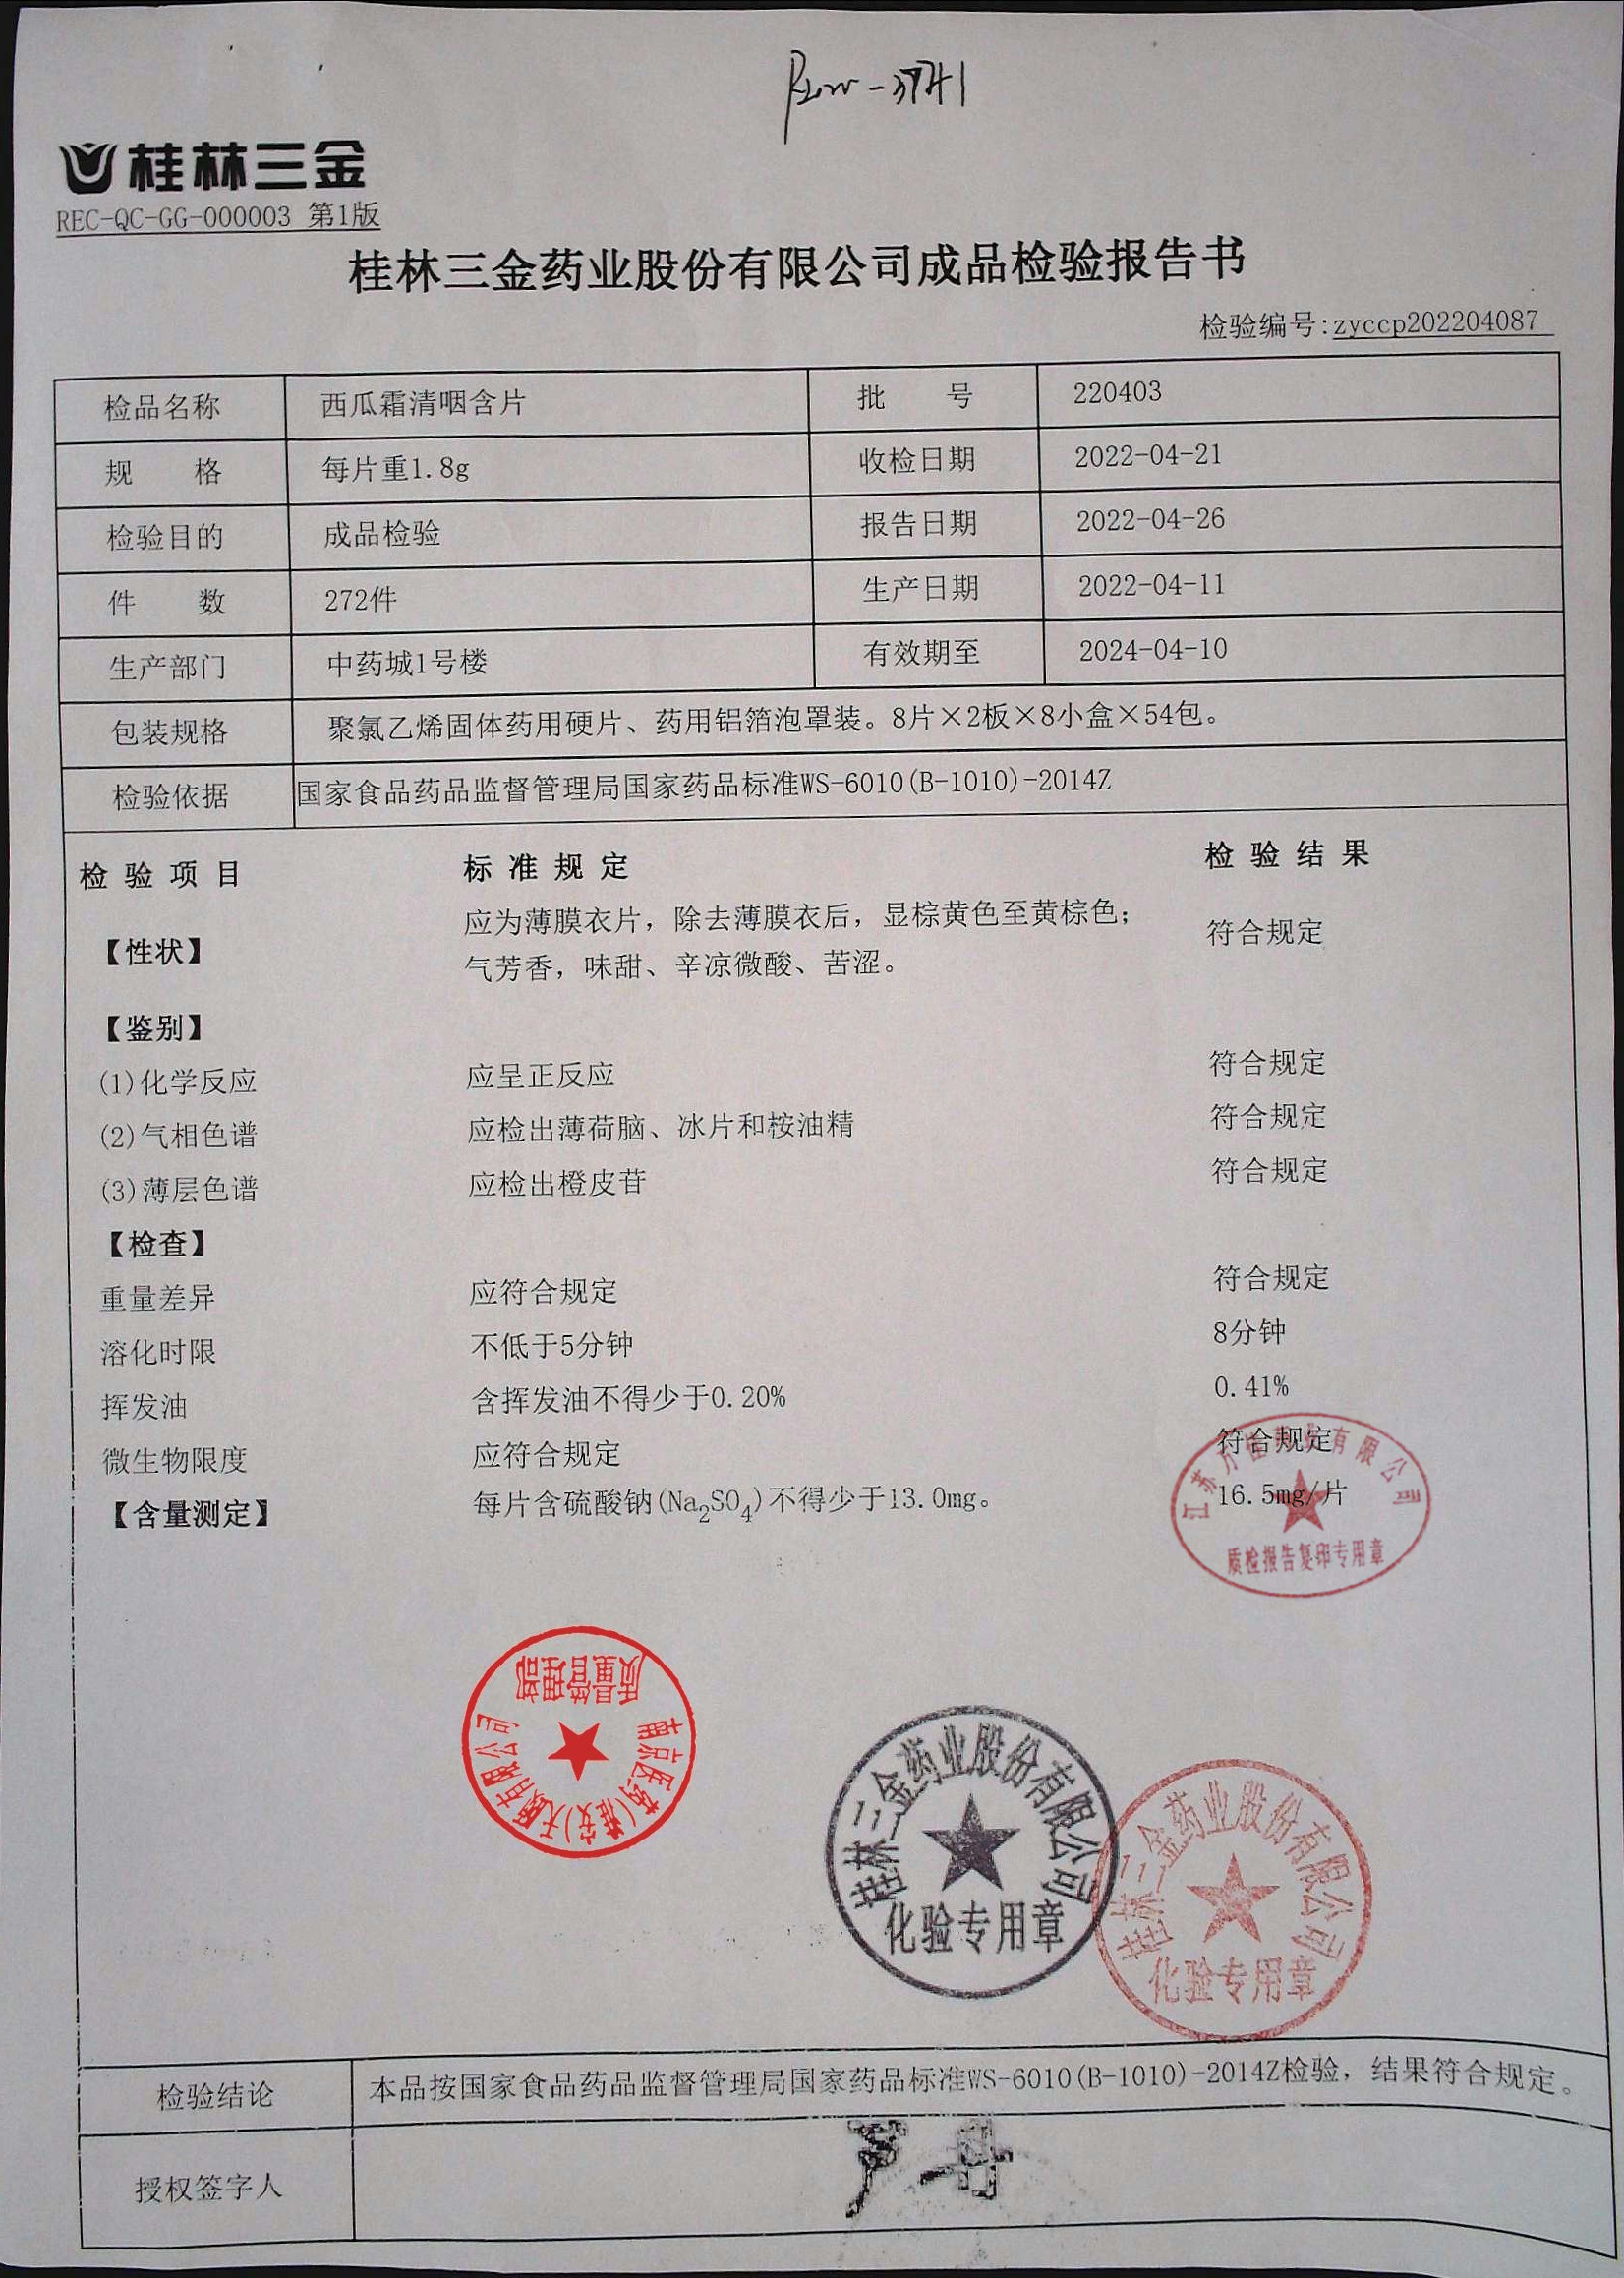 桂林三金
REC-QC-GG-000003 第1版
桂林三金药业股份有限公司成品检验报告书
检验编号:zyccp202204087
检品名称 西瓜霜清咽含片 批 号 220403
规 格 每片重1.8g 收检日期 2022-04-21
检验目的 成品检验 报告日期 2022-04-26
件 数 272件 生产日期 2022-04-11
生产部门 中药城1号楼 有效期至 2024-04-10
包装规格 聚氯乙烯固体药用硬片、药用铝箔泡罩装。8片×2板×8小盒×54包。
检验依据 国家食品药品监督管理局国家药品标准WS-6010(B-1010)-2014Z
检验项目 标准规定 检验结果
【性状】 应为薄膜衣片，除去薄膜衣后，显棕黄色至黄棕色； 符合规定
气芳香，味甜、辛凉微酸、苦涩。
【鉴别】
(1)化学反应 应呈正反应 符合规定
(2)气相色谱 应检出薄荷脑、冰片和桉油精 符合规定
(3)薄层色谱 应检出橙皮苷 符合规定
【检查】
重量差异 应符合规定 符合规定
溶化时限 不低于5分钟 8分钟
挥发油 含挥发油不得少于0.20% 0.41%
微生物限度 应符合规定 符合规定
【含量测定】 每片含硫酸钠(Na₂SO₄)不得少于13.0mg。 16.5mg/片
质检报告复印专用章
南京医药(淮安)天颐有限公司
质量管理部
桂林三金药业股份有限公司
化验专用章
桂林三金药业股份有限公司
化验专用章
检验结论 本品按国家食品药品监督管理局国家药品标准WS-6010(B-1010)-2014Z检验，结果符合规定。
授权签字人